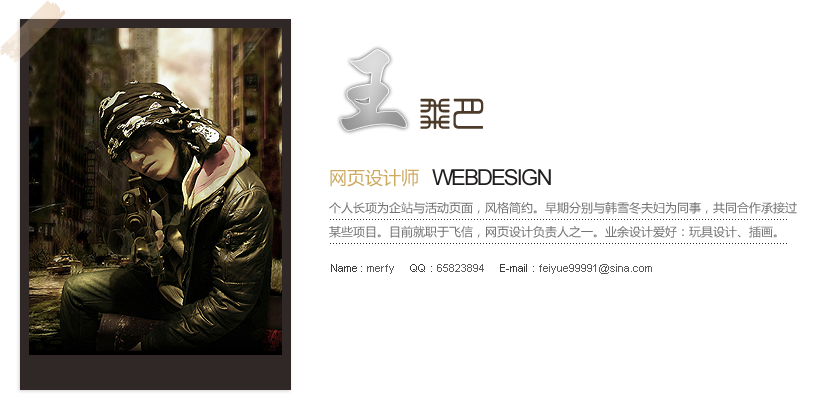 王
网页设计师 WEBDESIGN
个人长项为企站与活动页面，风格简约。早期分别与韩雪冬夫妇为同事，共同合作承接过
某些项目。目前就职于飞信，网页设计负责人之一。业余设计爱好：玩具设计、插画。
Name : merfy QQ : 65823894 E-mail : feiyue99991@sina.com